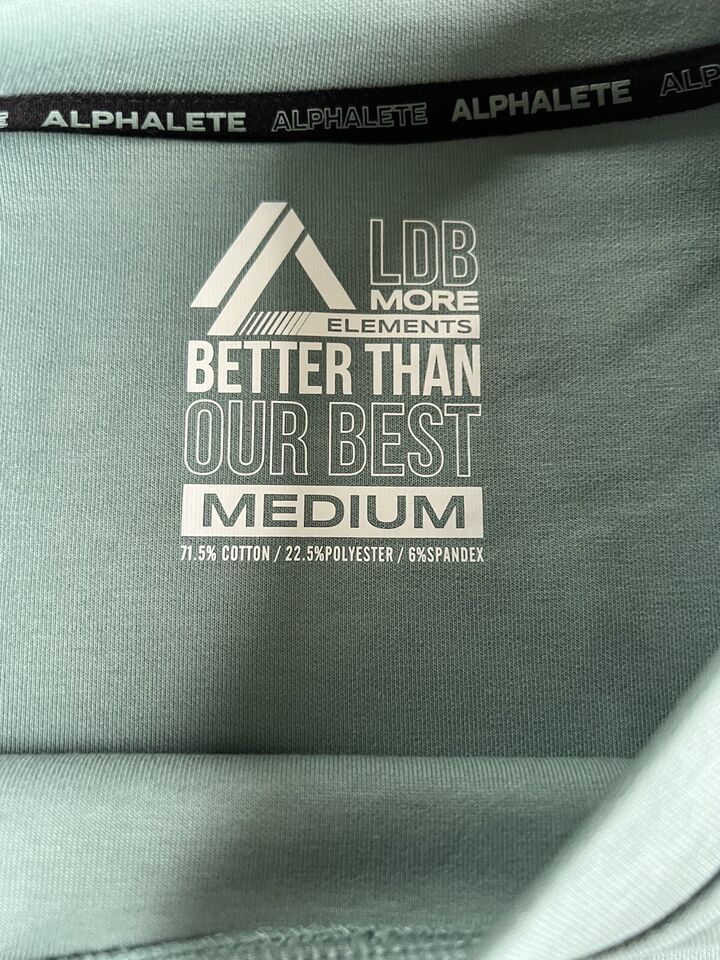 ALPHALETE ALPHALETE ALPHALETE ALP
LDB
MORE
ELEMENTS
BETTER THAN
OUR BEST
MEDIUM
71.5% COTTON / 22.5%POLYESTER / 6%SPANDEX